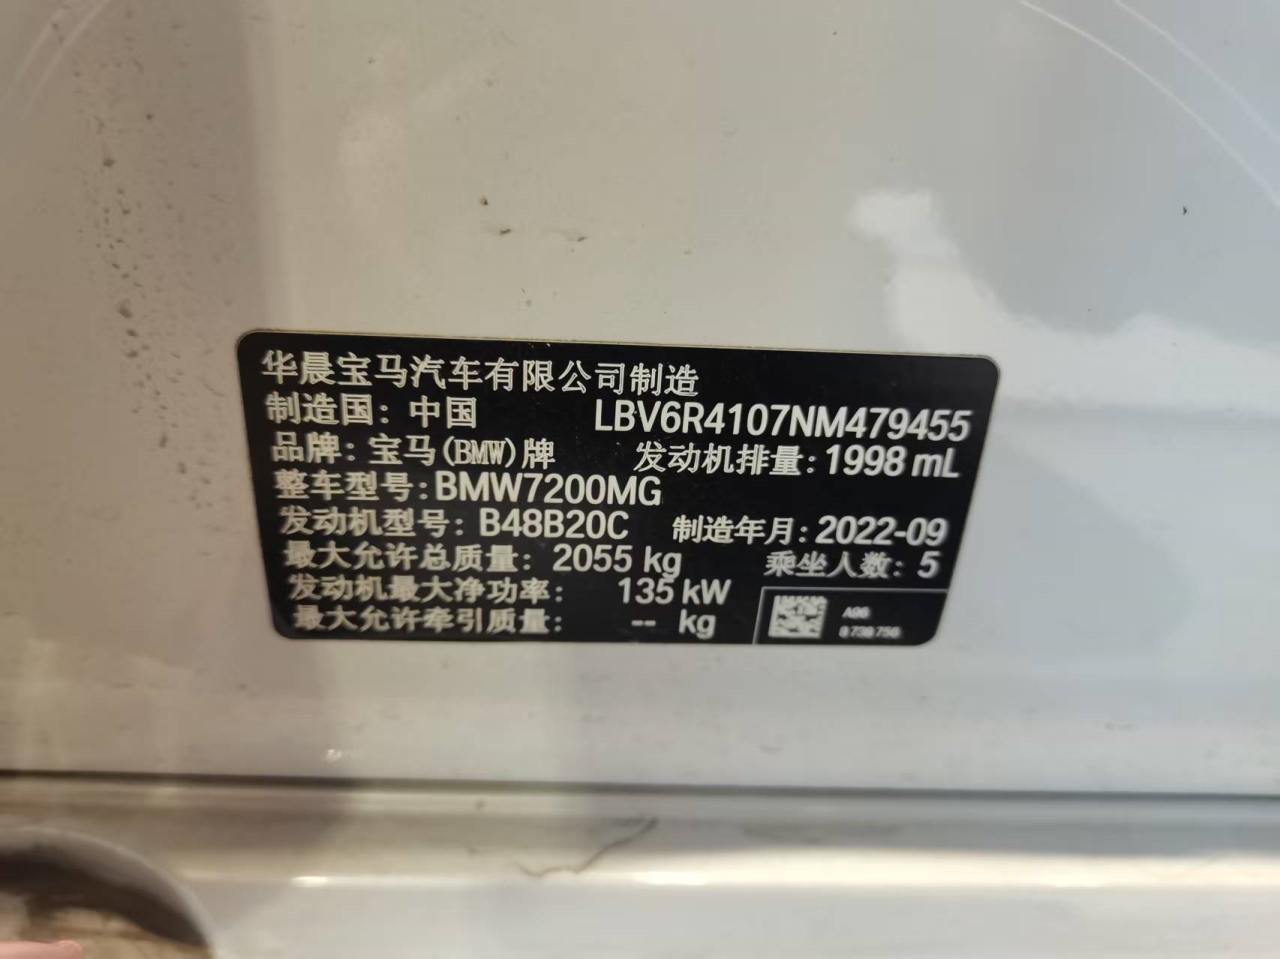 华晨宝马汽车有限公司制造
制造国：中国 LBV6R4107NM479455
品牌：宝马(BMW)牌 发动机排量：1998 mL
整车型号：BMW7200MG
发动机型号：B48B20C 制造年月：2022-09
最大允许总质量：2055 kg 乘坐人数：5
发动机最大净功率： 135 kW
最大允许牵引质量： -- kg
A96
8 738 756